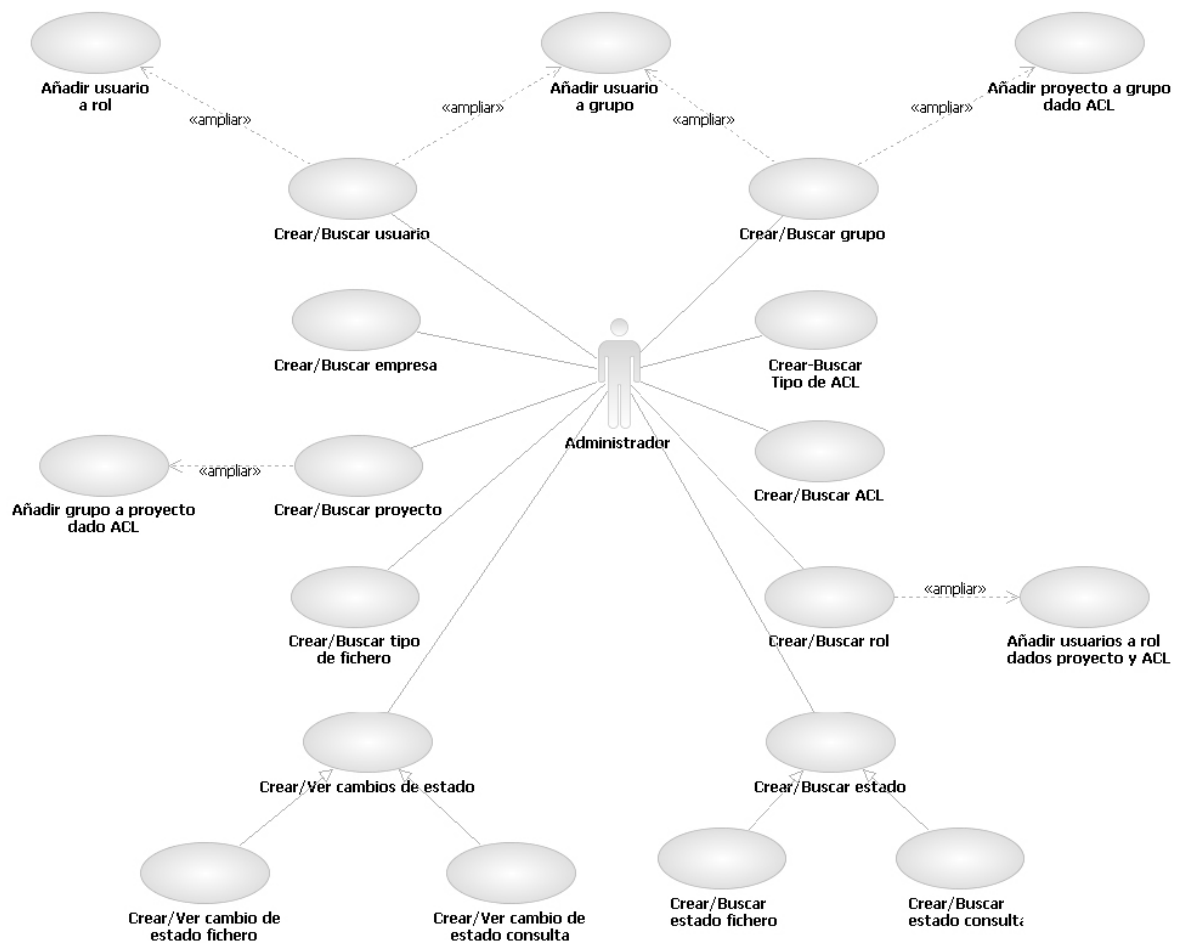 Añadir usuario
a rol
Añadir usuario
a grupo
Añadir proyecto a grupo
dado ACL
«ampliar»
«ampliar»
«ampliar»
«ampliar»
Crear/Buscar usuario
Crear/Buscar grupo
Crear/Buscar empresa
Crear-Buscar
Tipo de ACL
Administrador
«ampliar»
Añadir grupo a proyecto
dado ACL
Crear/Buscar proyecto
Crear/Buscar ACL
Crear/Buscar tipo
de fichero
Crear/Buscar rol
«ampliar»
Añadir usuarios a rol
dados proyecto y ACL
Crear/Ver cambios de estado
Crear/Buscar estado
Crear/Ver cambio de
estado fichero
Crear/Ver cambio de
estado consulta
Crear/Buscar
estado fichero
Crear/Buscar
estado consulta